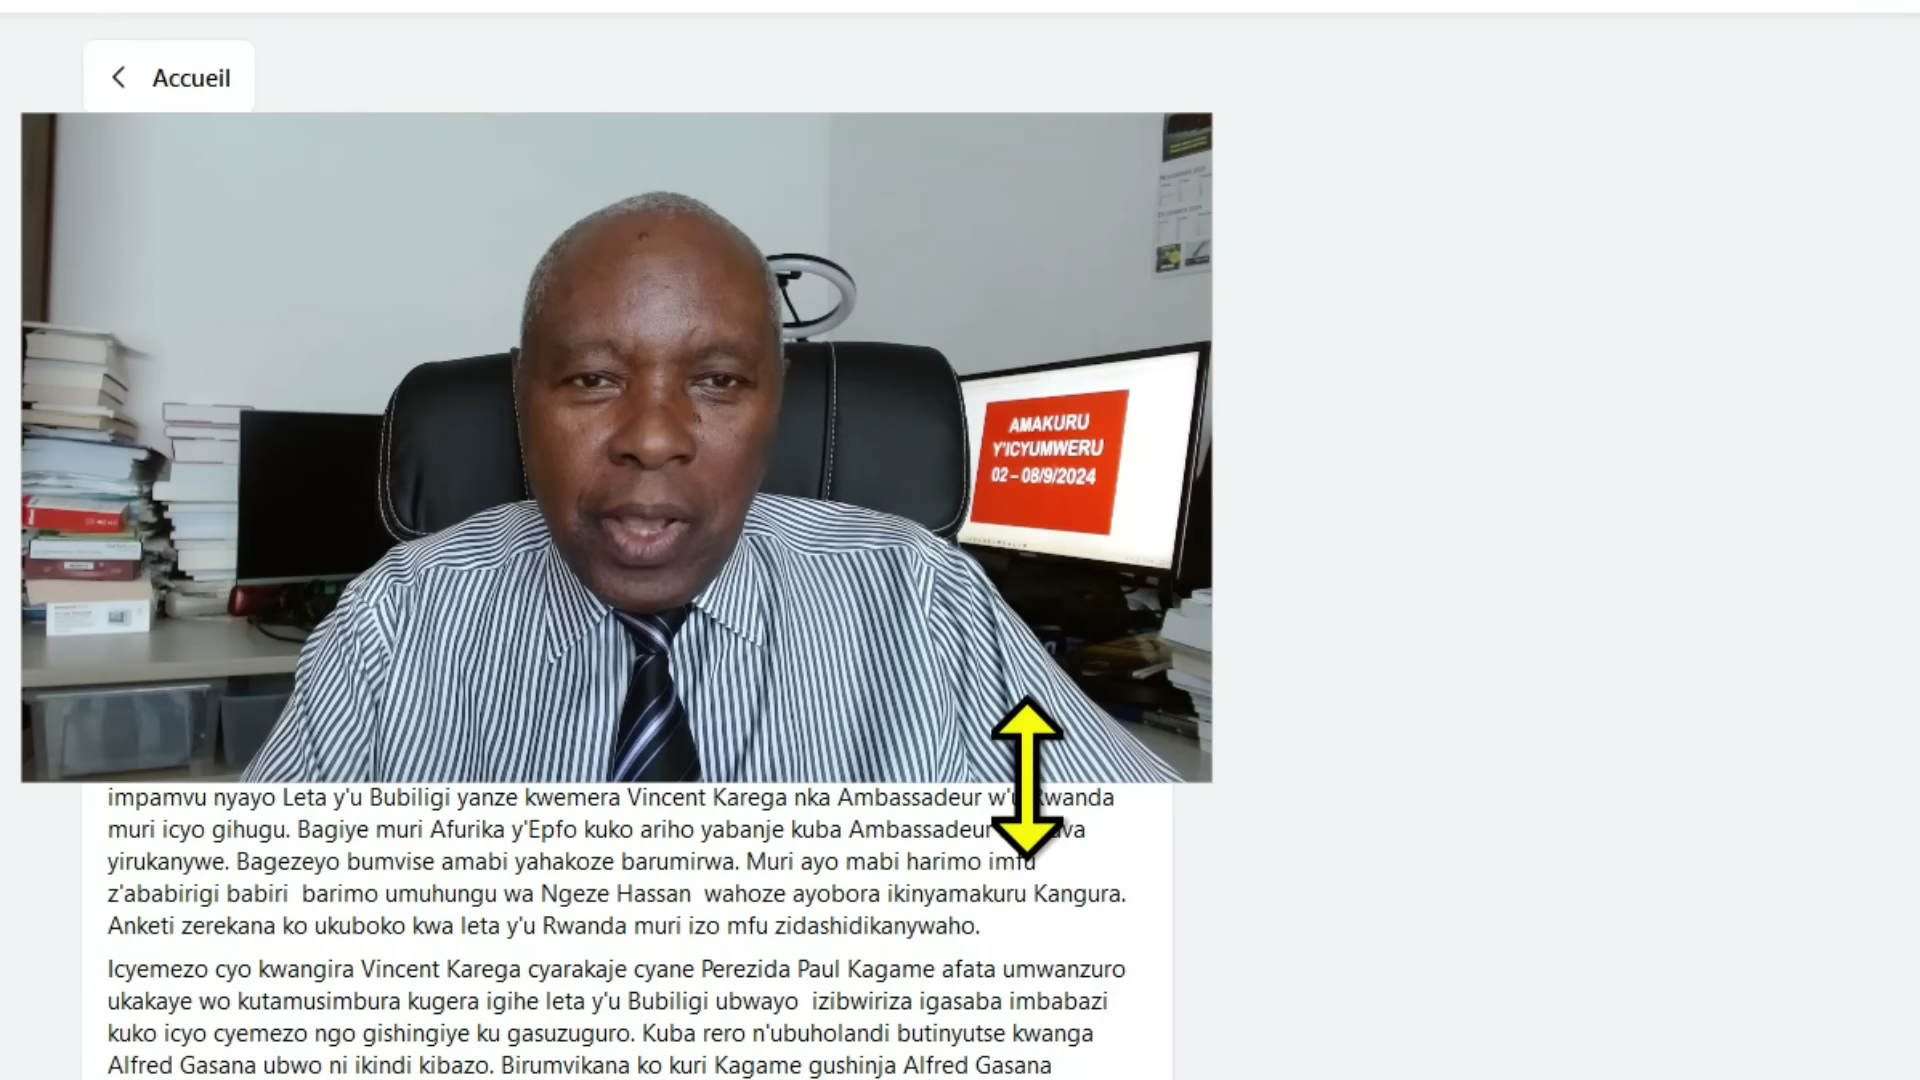 Accueil
AMAKURU
Y'ICYUMWERU
02 – 08/9/2024
impamvu nyayo Leta y'u Bubiligi yanze kwemera Vincent Karega nka Ambassadeur w'u Rwanda
muri icyo gihugu. Bagiye muri Afurika y'Epfo kuko ariho yabanje kuba Ambassadeur
yirukanywe. Bagezeyo bumvise amabi yahakoze barumirwa. Muri ayo mabi harimo imfu
z'ababirigi babiri barimo umuhungu wa Ngeze Hassan wahoze ayobora ikinyamakuru Kangura.
Anketi zerekana ko ukuboko kwa leta y'u Rwanda muri izo mfu zidashidikanywaho.
Icyemezo cyo kwangira Vincent Karega cyarakaje cyane Perezida Paul Kagame afata umwanzuro
ukakaye wo kutamusimbura kugera igihe leta y'u Bubiligi ubwayo izibwiriza igasaba imbabazi
kuko icyo cyemezo ngo gishingiye ku gasuzuguro. Kuba rero n'ubuholandi butinyutse kwanga
Alfred Gasana ubwo ni ikindi kibazo. Birumvikana ko kuri Kagame gushinja Alfred Gasana